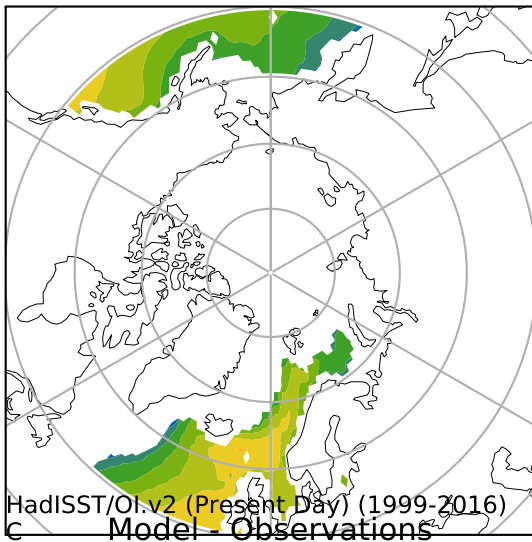 HadISST/OI.v2 (Present Day) (1999-2016)
C Model - Observations